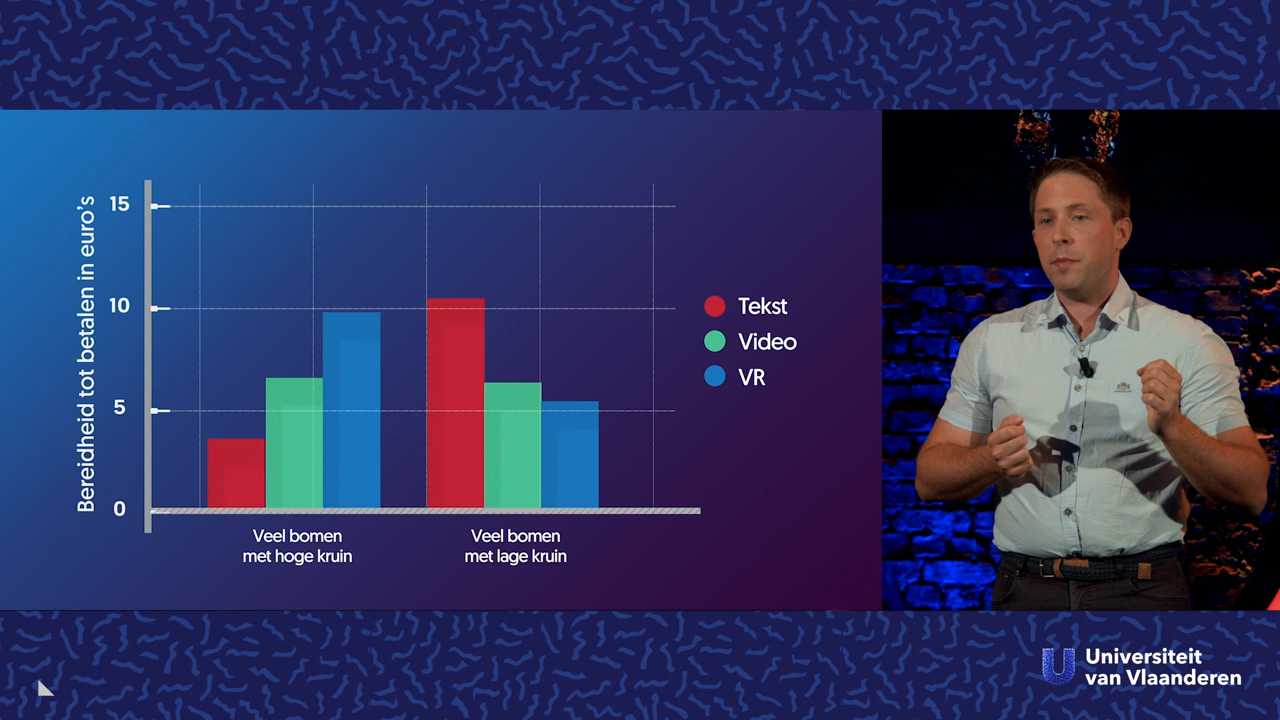 Bereidheid tot betalen in euro's
15
10
5
0
Veel bomen
met hoge kruin
Veel bomen
met lage kruin
Tekst
Video
VR
Universiteit
van Vlaanderen